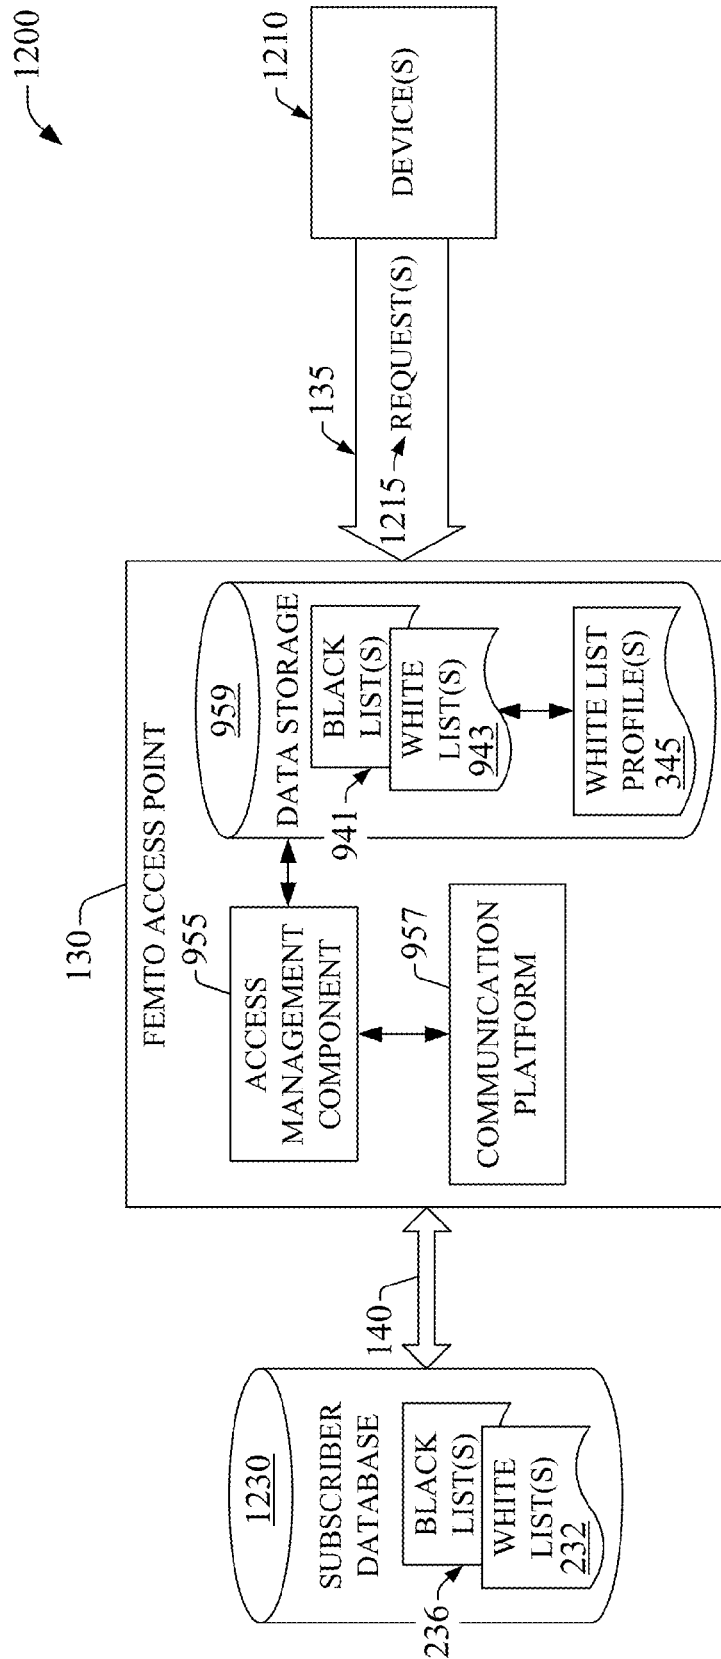 1200
1230
SUBSCRIBER
DATABASE
BLACK
LIST(S)
WHITE
LIST(S)
232
236
140
130
FEMTO ACCESS POINT
955
ACCESS
MANAGEMENT
COMPONENT
957
COMMUNICATION
PLATFORM
959
DATA STORAGE
BLACK
LIST(S)
WHITE
LIST(S)
943
941
WHITE LIST
PROFILE(S)
345
135
1215
REQUEST(S)
1210
DEVICE(S)